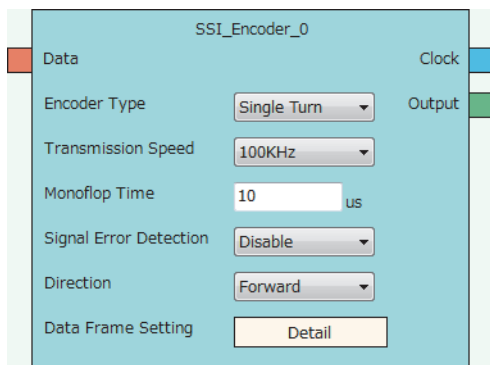 SSI_Encoder_0
Data Clock
Encoder Type Single Turn Output
Transmission Speed 100KHz
Monoflop Time 10 us
Signal Error Detection Disable
Direction Forward
Data Frame Setting Detail